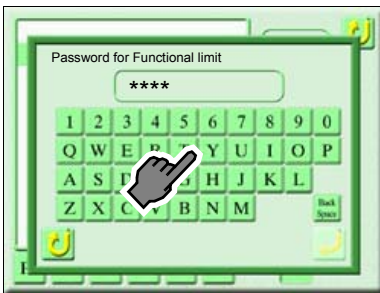 Password for Functional limit
****
1 2 3 4 5 6 7 8 9 0
Q W E R T Y U I O P
A S D G H J K L
Z X C V B N M Back Space